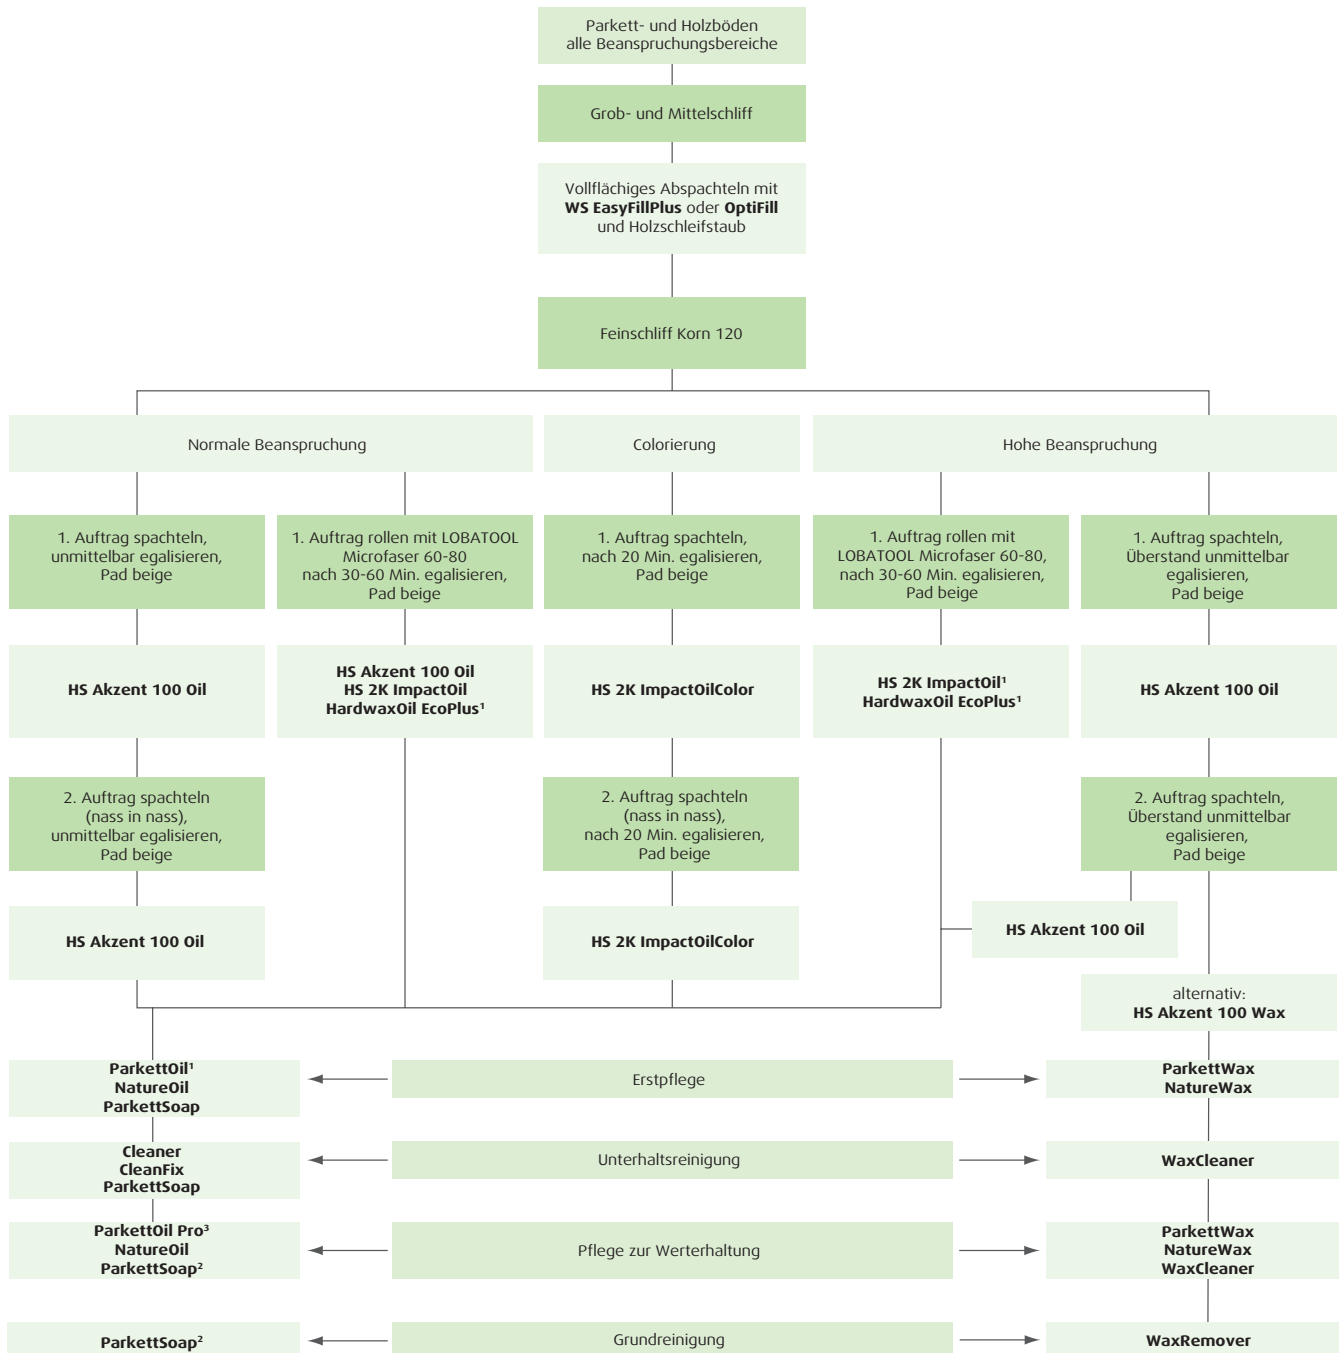 Parkett- und Holzböden
alle Beanspruchungsbereiche
Grob- und Mittelschliff
Vollflächiges Abspachteln mit
WS EasyFillPlus oder OptiFill
und Holzschleifstaub
Feinschliff Korn 120
Normale Beanspruchung
Colorierung
Hohe Beanspruchung
1. Auftrag spachteln,
unmittelbar egalisieren,
Pad beige
1. Auftrag rollen mit LOBATOOL
Microfaser 60-80
nach 30-60 Min. egalisieren,
Pad beige
1. Auftrag spachteln,
nach 20 Min. egalisieren,
Pad beige
1. Auftrag rollen mit
LOBATOOL Microfaser 60-80,
nach 30-60 Min. egalisieren,
Pad beige
1. Auftrag spachteln,
Überstand unmittelbar
egalisieren,
Pad beige
HS Akzent 100 Oil
HS Akzent 100 Oil
HS 2K ImpactOil
HardwaxOil EcoPlus¹
HS 2K ImpactOilColor
HS 2K ImpactOil¹
HardwaxOil EcoPlus¹
HS Akzent 100 Oil
2. Auftrag spachteln
(nass in nass),
unmittelbar egalisieren,
Pad beige
2. Auftrag spachteln
(nass in nass),
nach 20 Min. egalisieren,
Pad beige
2. Auftrag spachteln,
Überstand unmittelbar
egalisieren,
Pad beige
HS Akzent 100 Oil
HS 2K ImpactOilColor
HS Akzent 100 Oil
alternativ:
HS Akzent 100 Wax
ParkettOil¹
NatureOil
ParkettSoap
Erstpflege
ParkettWax
NatureWax
Cleaner
CleanFix
ParkettSoap
Unterhaltsreinigung
WaxCleaner
ParkettOil Pro³
NatureOil
ParkettSoap²
Pflege zur Werterhaltung
ParkettWax
NatureWax
WaxCleaner
ParkettSoap²
Grundreinigung
WaxRemover